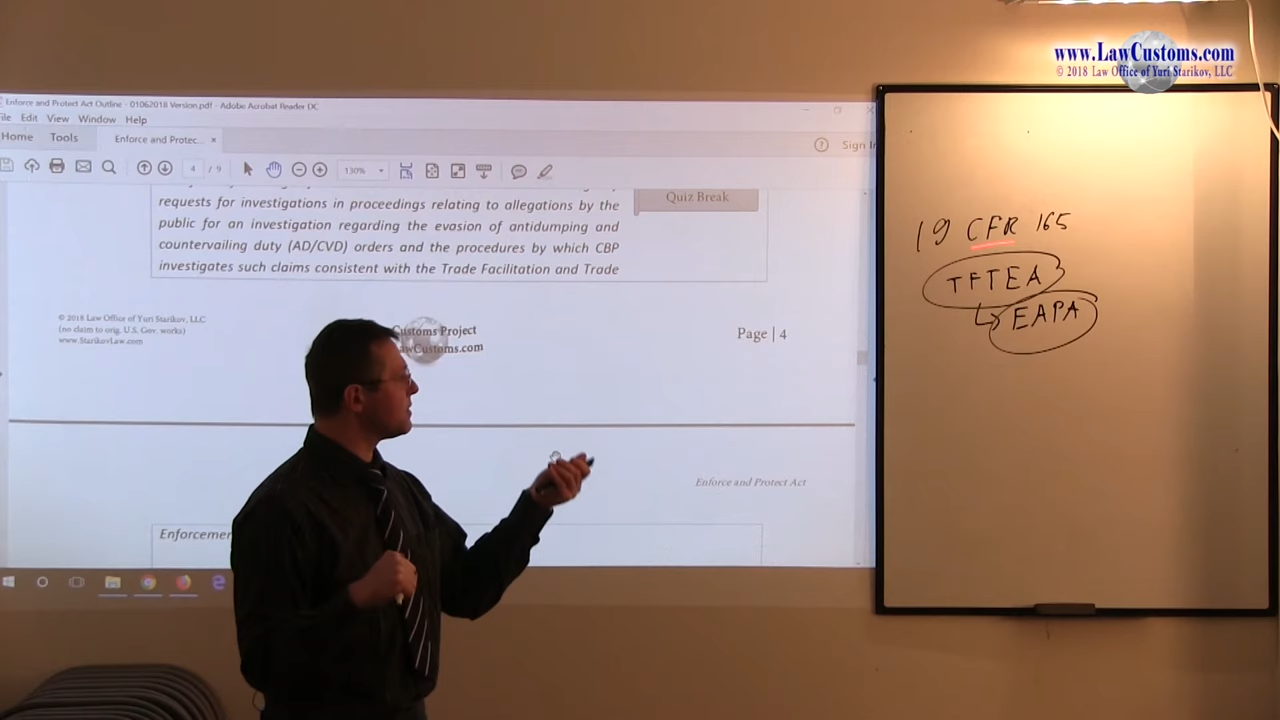 www.LawCustoms.com
© 2018 Law Office of Yuri Starikov, LLC
Enforce and Protect Act Outline - 01062018 Version.pdf - Adobe Acrobat Reader DC
File Edit View Window Help
Home Tools Enforce and Protec... × Sign In
4 / 9 130%
requests for investigations in proceedings relating to allegations by the
public for an investigation regarding the evasion of antidumping and
countervailing duty (AD/CVD) orders and the procedures by which CBP
investigates such claims consistent with the Trade Facilitation and Trade
Quiz Break
© 2018 Law Office of Yuri Starikov, LLC
(no claim to orig. U.S. Gov. works)
www.StarikovLaw.com
Customs Project
LawCustoms.com
Page | 4
Enforce and Protect Act
19 CFR 165
TFTEA
↳ EAPA